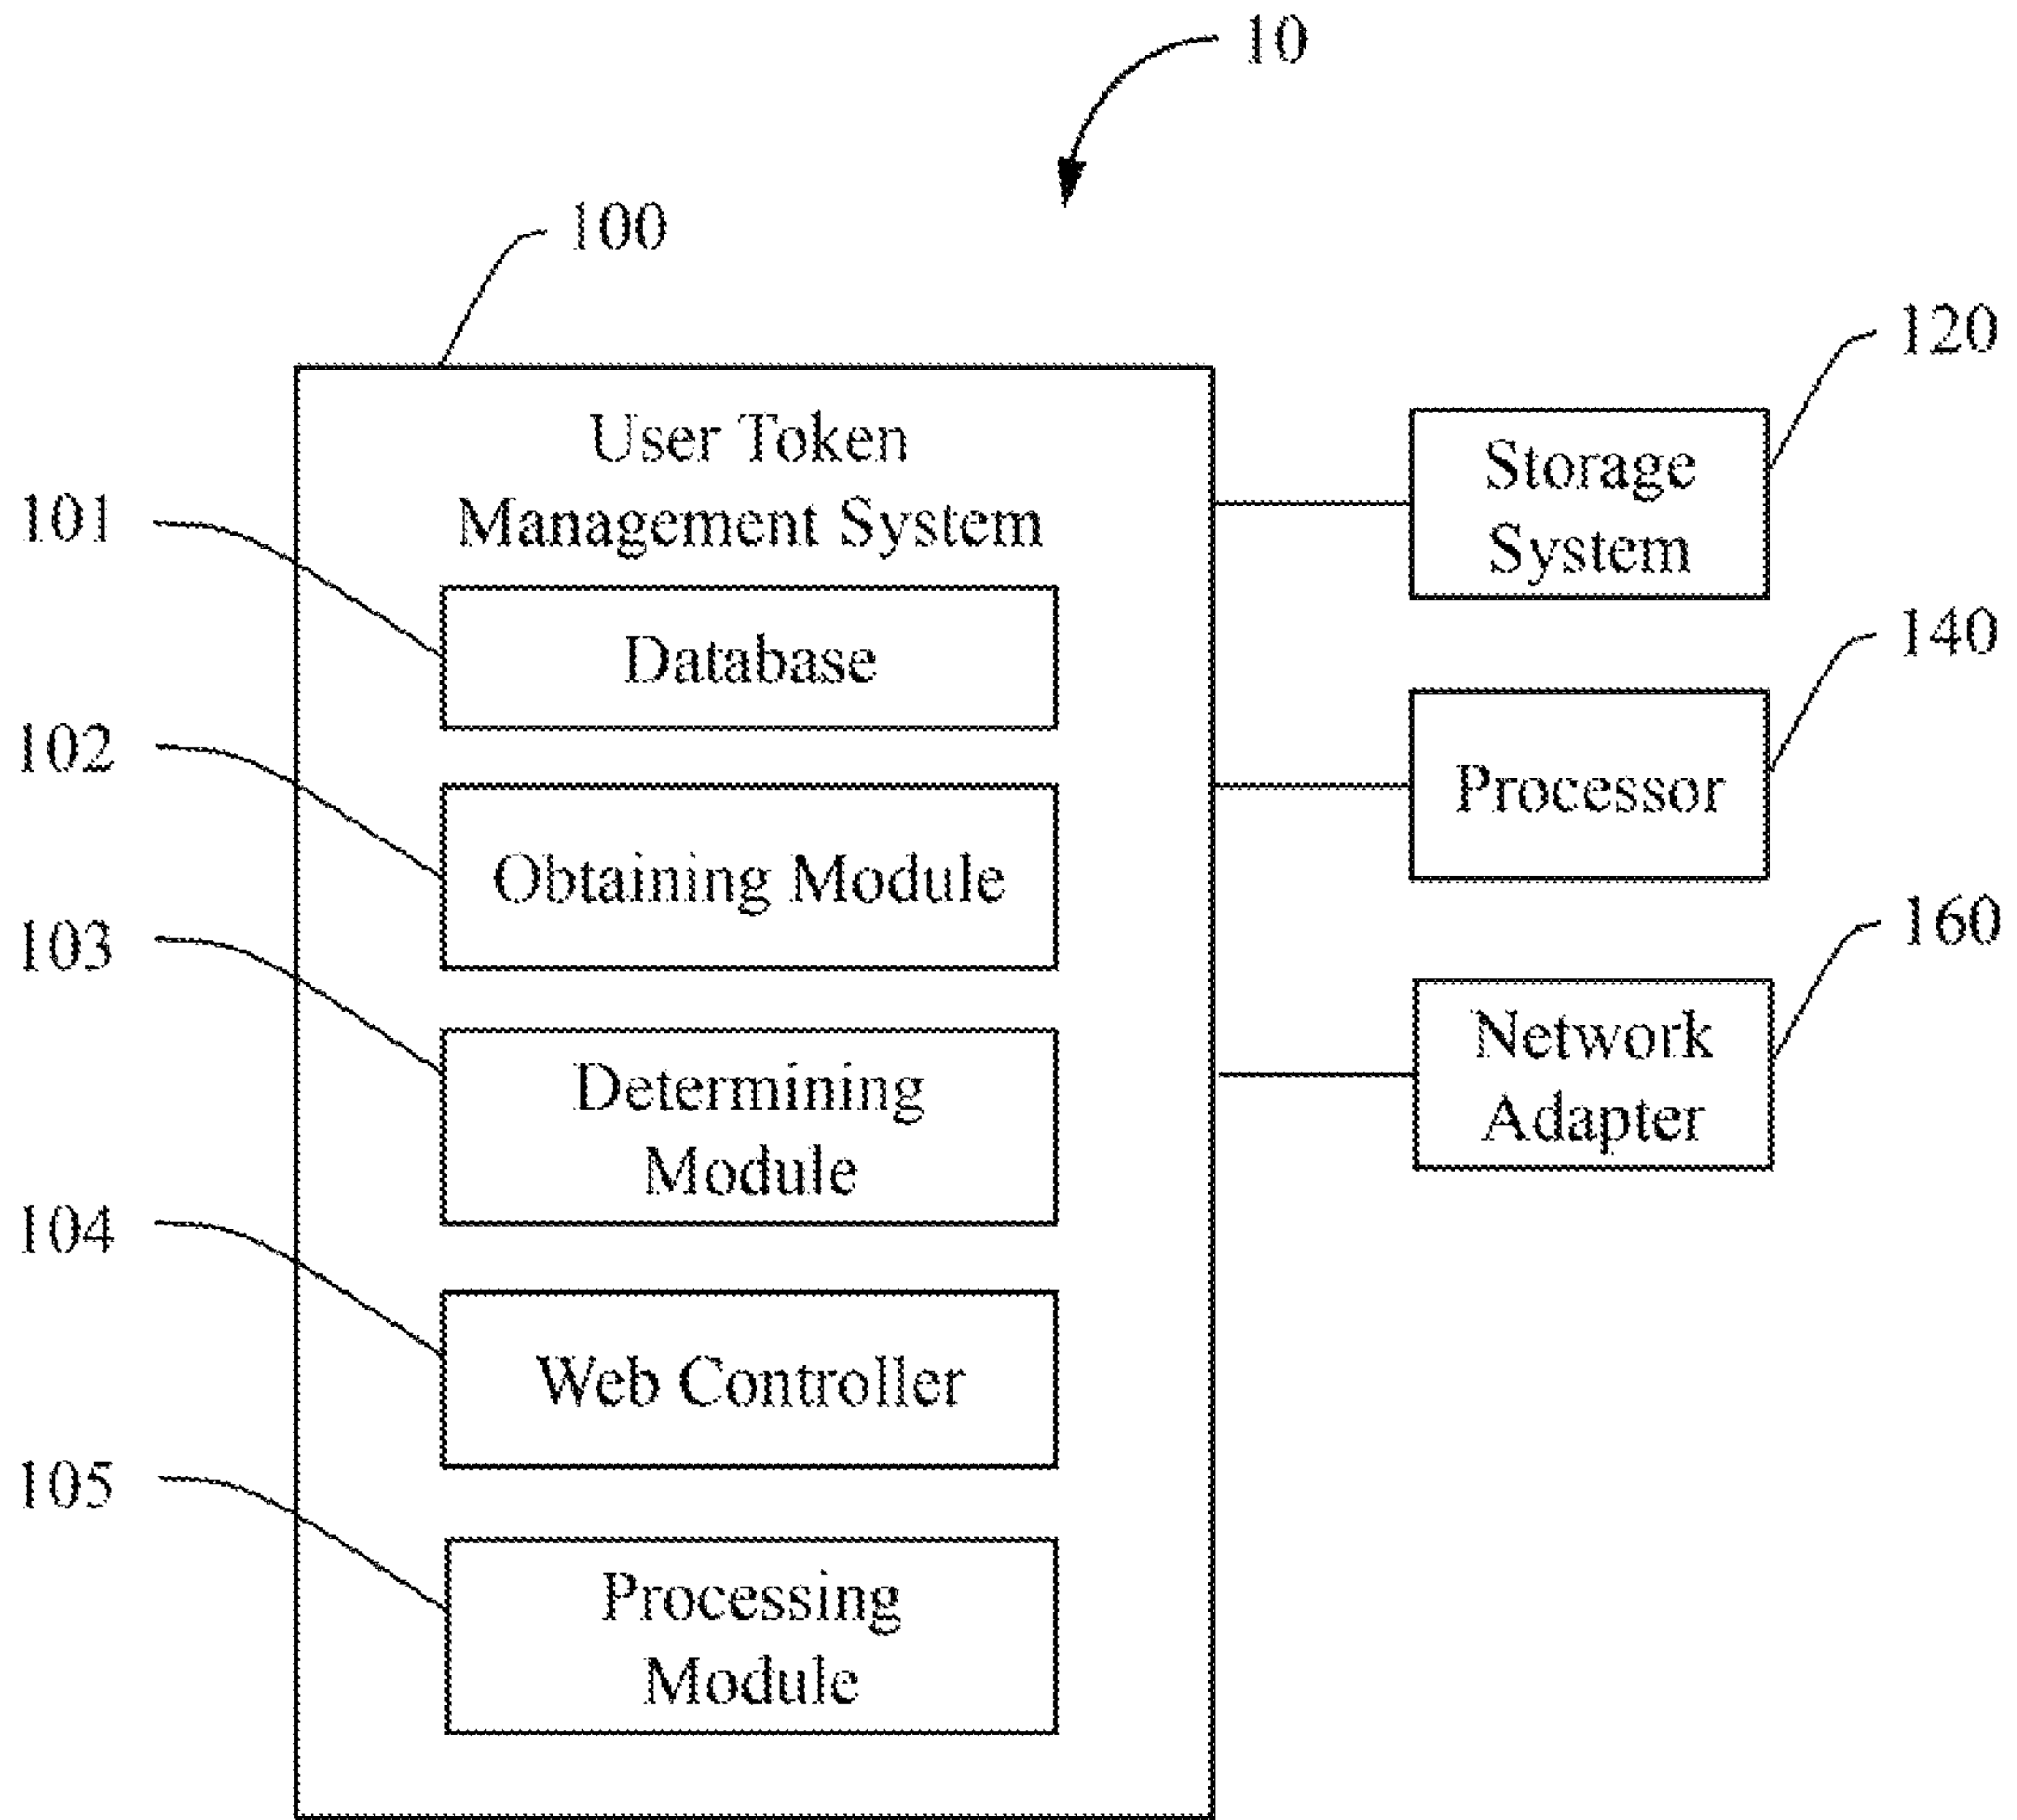 10
100
User Token
Management System
101
Database
102
Obtaining Module
103
Determining
Module
104
Web Controller
105
Processing
Module
120
Storage
System
140
Processor
160
Network
Adapter